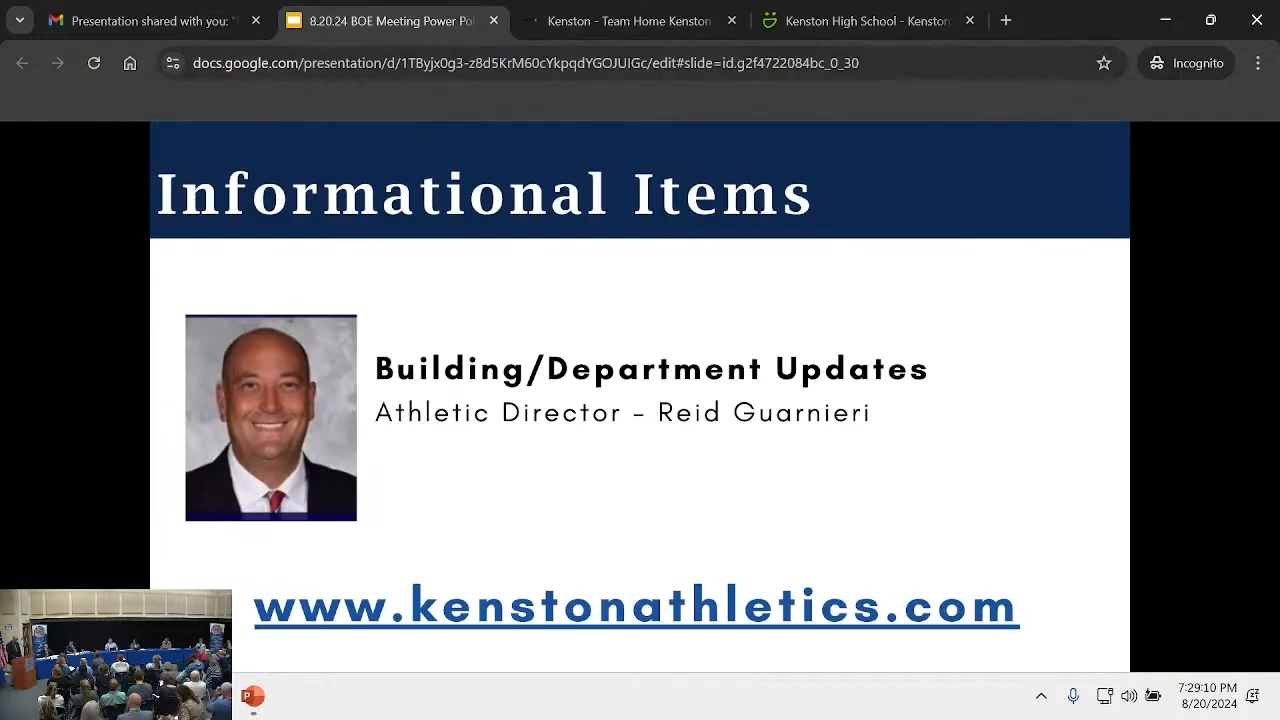 Presentation shared with you:
8.20.24 BOE Meeting Power Poi
Kenston - Team Home Kenston
Kenston High School - Kenston
docs.google.com/presentation/d/1TByjx0g3-z8d5KrM60cYkpqdYGOJUIGc/edit#slide=id.g2f4722084bc_0_30
Incognito
Informational Items
Building/Department Updates
Athletic Director – Reid Guarnieri
www.kenstonathletics.com
P
7:29:10 PM
8/20/2024